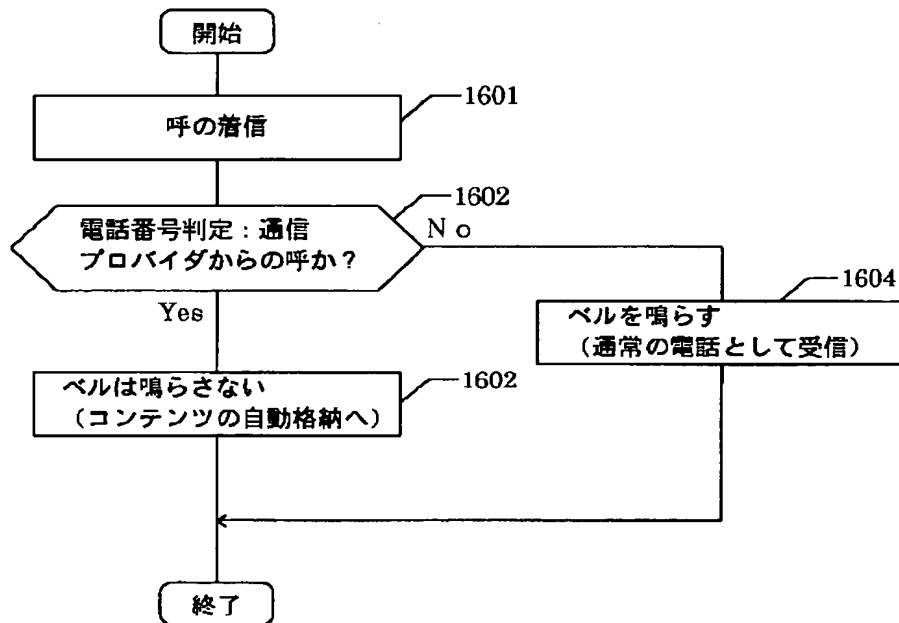 開始
呼の着信
1601
電話番号判定：通信
プロバイダからの呼か？
1602
No
Yes
ベルを鳴らす
（通常の電話として受信）
1604
ベルは鳴らさない
（コンテンツの自動格納へ）
1602
終了